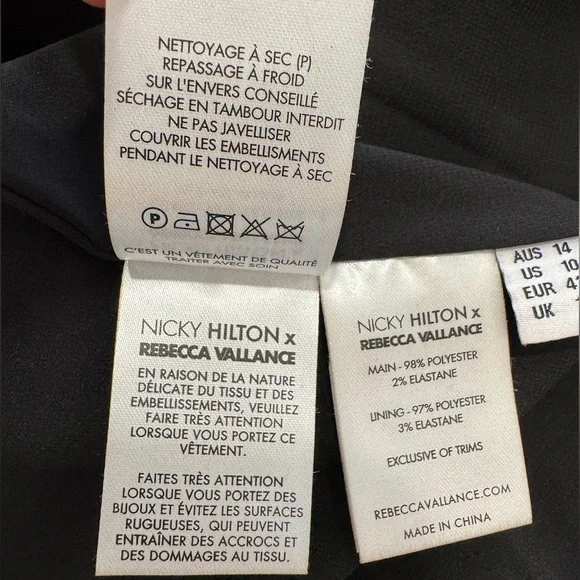 NETTOYAGE À SEC (P)
REPASSAGE À FROID
SUR L'ENVERS CONSEILLÉ
SÉCHAGE EN TAMBOUR INTERDIT
NE PAS JAVELLISER
COUVRIR LES EMBELLISMENTS
PENDANT LE NETTOYAGE À SEC
P
C'EST UN VÊTEMENT DE QUALITÉ
TRAITER AVEC SOIN
NICKY HILTON x
REBECCA VALLANCE
EN RAISON DE LA NATURE
DÉLICATE DU TISSU ET DES
EMBELLISSEMENTS, VEUILLEZ
FAIRE TRÈS ATTENTION
LORSQUE VOUS PORTEZ CE
VÊTEMENT.
FAITES TRÈS ATTENTION
LORSQUE VOUS PORTEZ DES
BIJOUX ET ÉVITEZ LES SURFACES
RUGUEUSES, QUI PEUVENT
ENTRAÎNER DES ACCROCS ET
DES DOMMAGES AU TISSU.
NICKY HILTON x
REBECCA VALLANCE
MAIN - 98% POLYESTER
2% ELASTANE
LINING - 97% POLYESTER
3% ELASTANE
EXCLUSIVE OF TRIMS
REBECCAVALLANCE.COM
MADE IN CHINA
AUS 14
US 10
EUR
UK